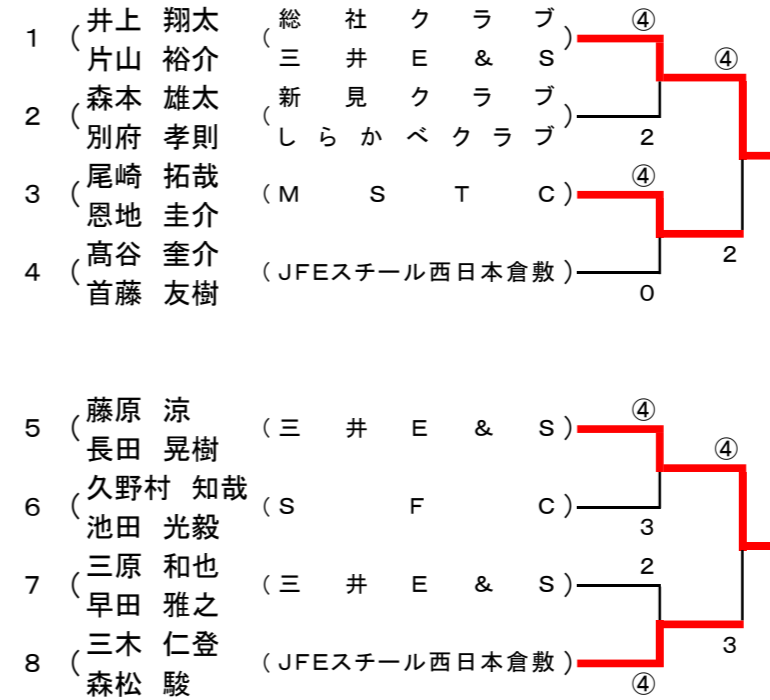 井上 翔太 総社クラブ ④
1 ( ( )
片山 裕介 三井E&S ④
森本 雄太 新見クラブ
2 ( ( )
別府 孝則 しらかべクラブ 2
尾崎 拓哉 ④
3 ( (MSTC)
恩地 圭介
髙谷 奎介 2
4 ( (JFEスチール西日本倉敷)
首藤 友樹 0
藤原 涼 ④
5 ( (三井E&S)
長田 晃樹 ④
久野村 知哉
6 ( (SFC)
池田 光毅 3
三原 和也 2
7 ( (三井E&S)
早田 雅之
三木 仁登 3
8 ( (JFEスチール西日本倉敷)
森松 駿 ④